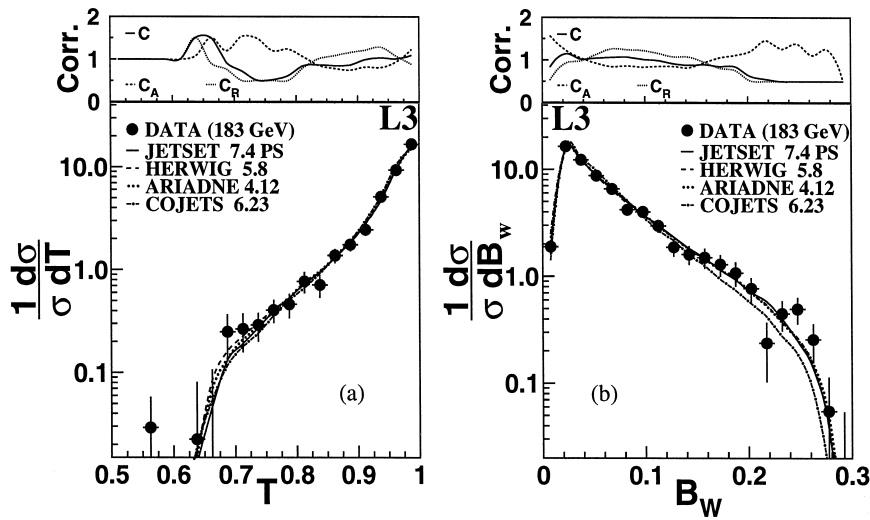 Corr.
2
1
0
C
C_A
C_R
L3
DATA (183 GeV)
JETSET 7.4 PS
HERWIG 5.8
ARIADNE 4.12
COJETS 6.23
1 dσ
σ dT
10.0
1.0
0.1
(a)
0.5 0.6 0.7 0.8 0.9 1
T
Corr.
2
1
0
C
C_A
C_R
L3
DATA (183 GeV)
JETSET 7.4 PS
HERWIG 5.8
ARIADNE 4.12
COJETS 6.23
1 dσ
σ dB_w
10.0
1.0
0.1
(b)
0 0.1 0.2 0.3
B_W